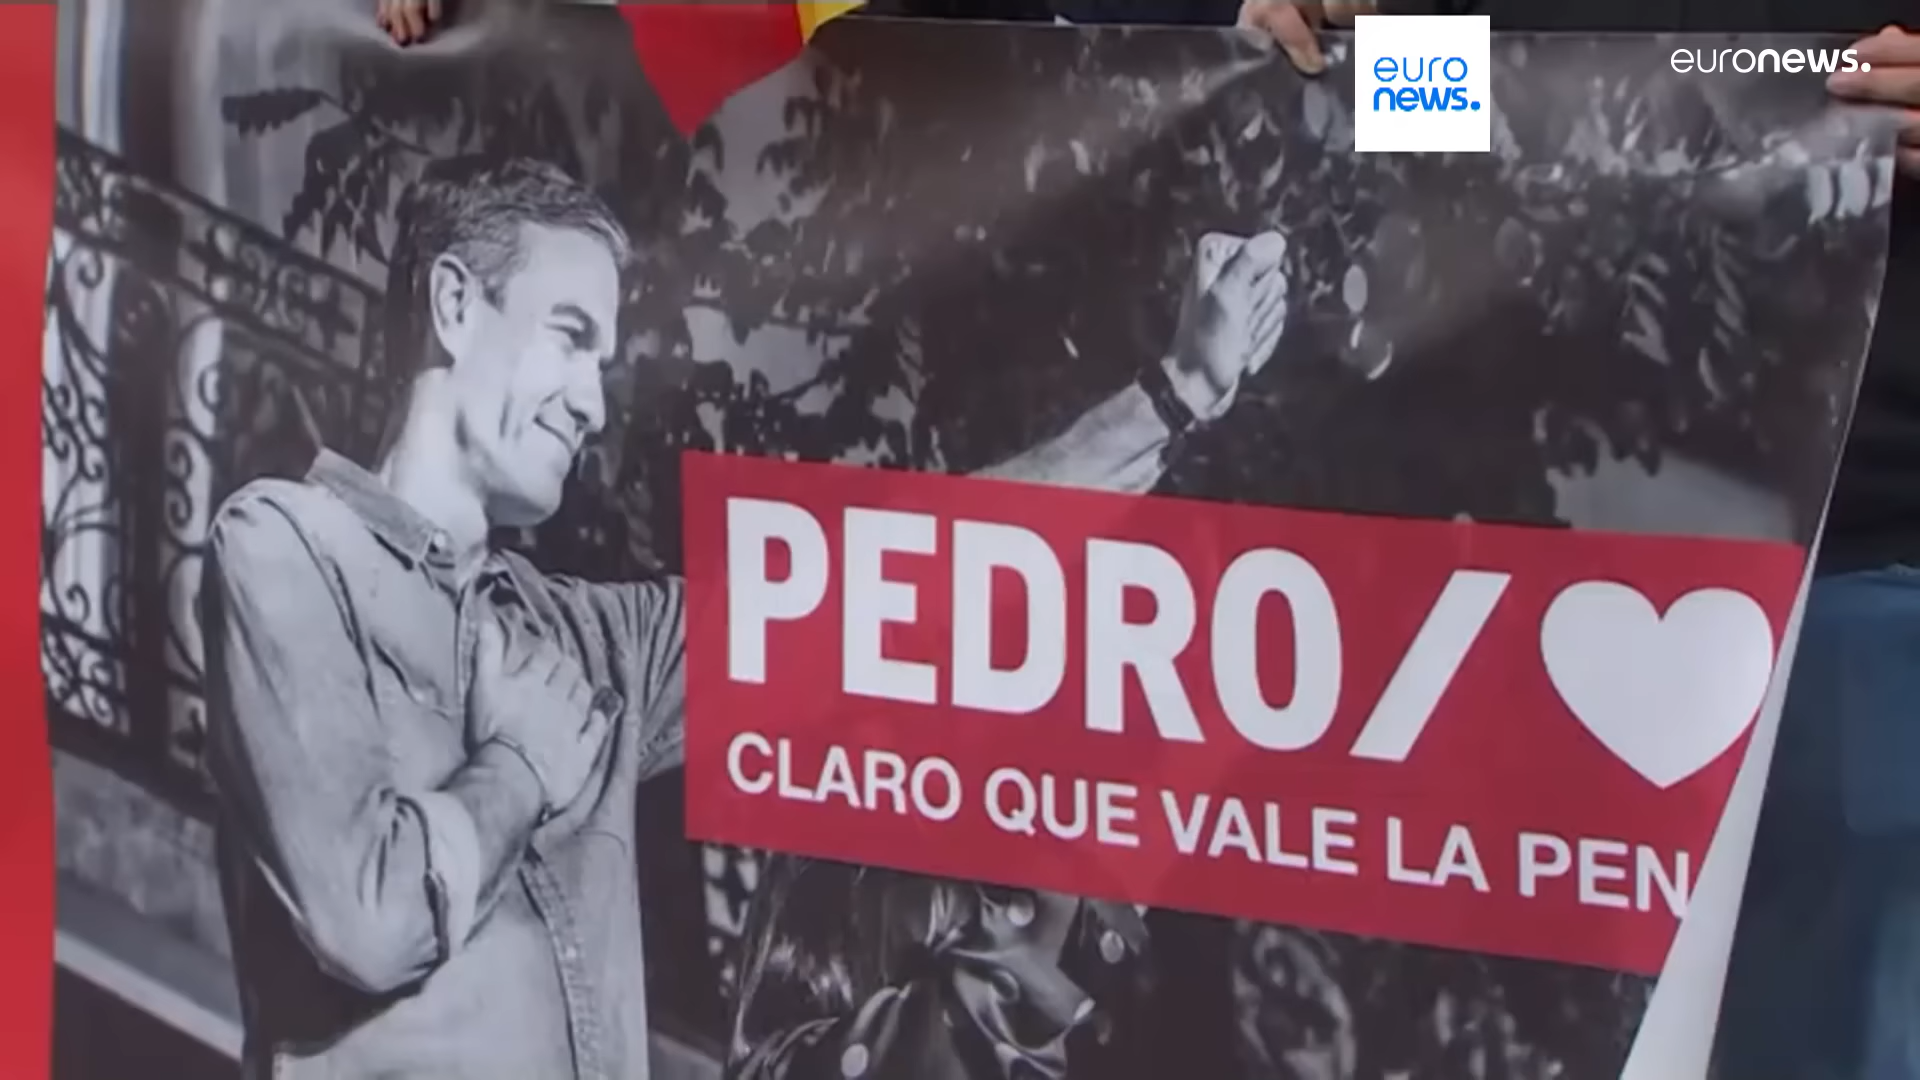 euro
news.
euronews.
PEDRO/
CLARO QUE VALE LA PEN